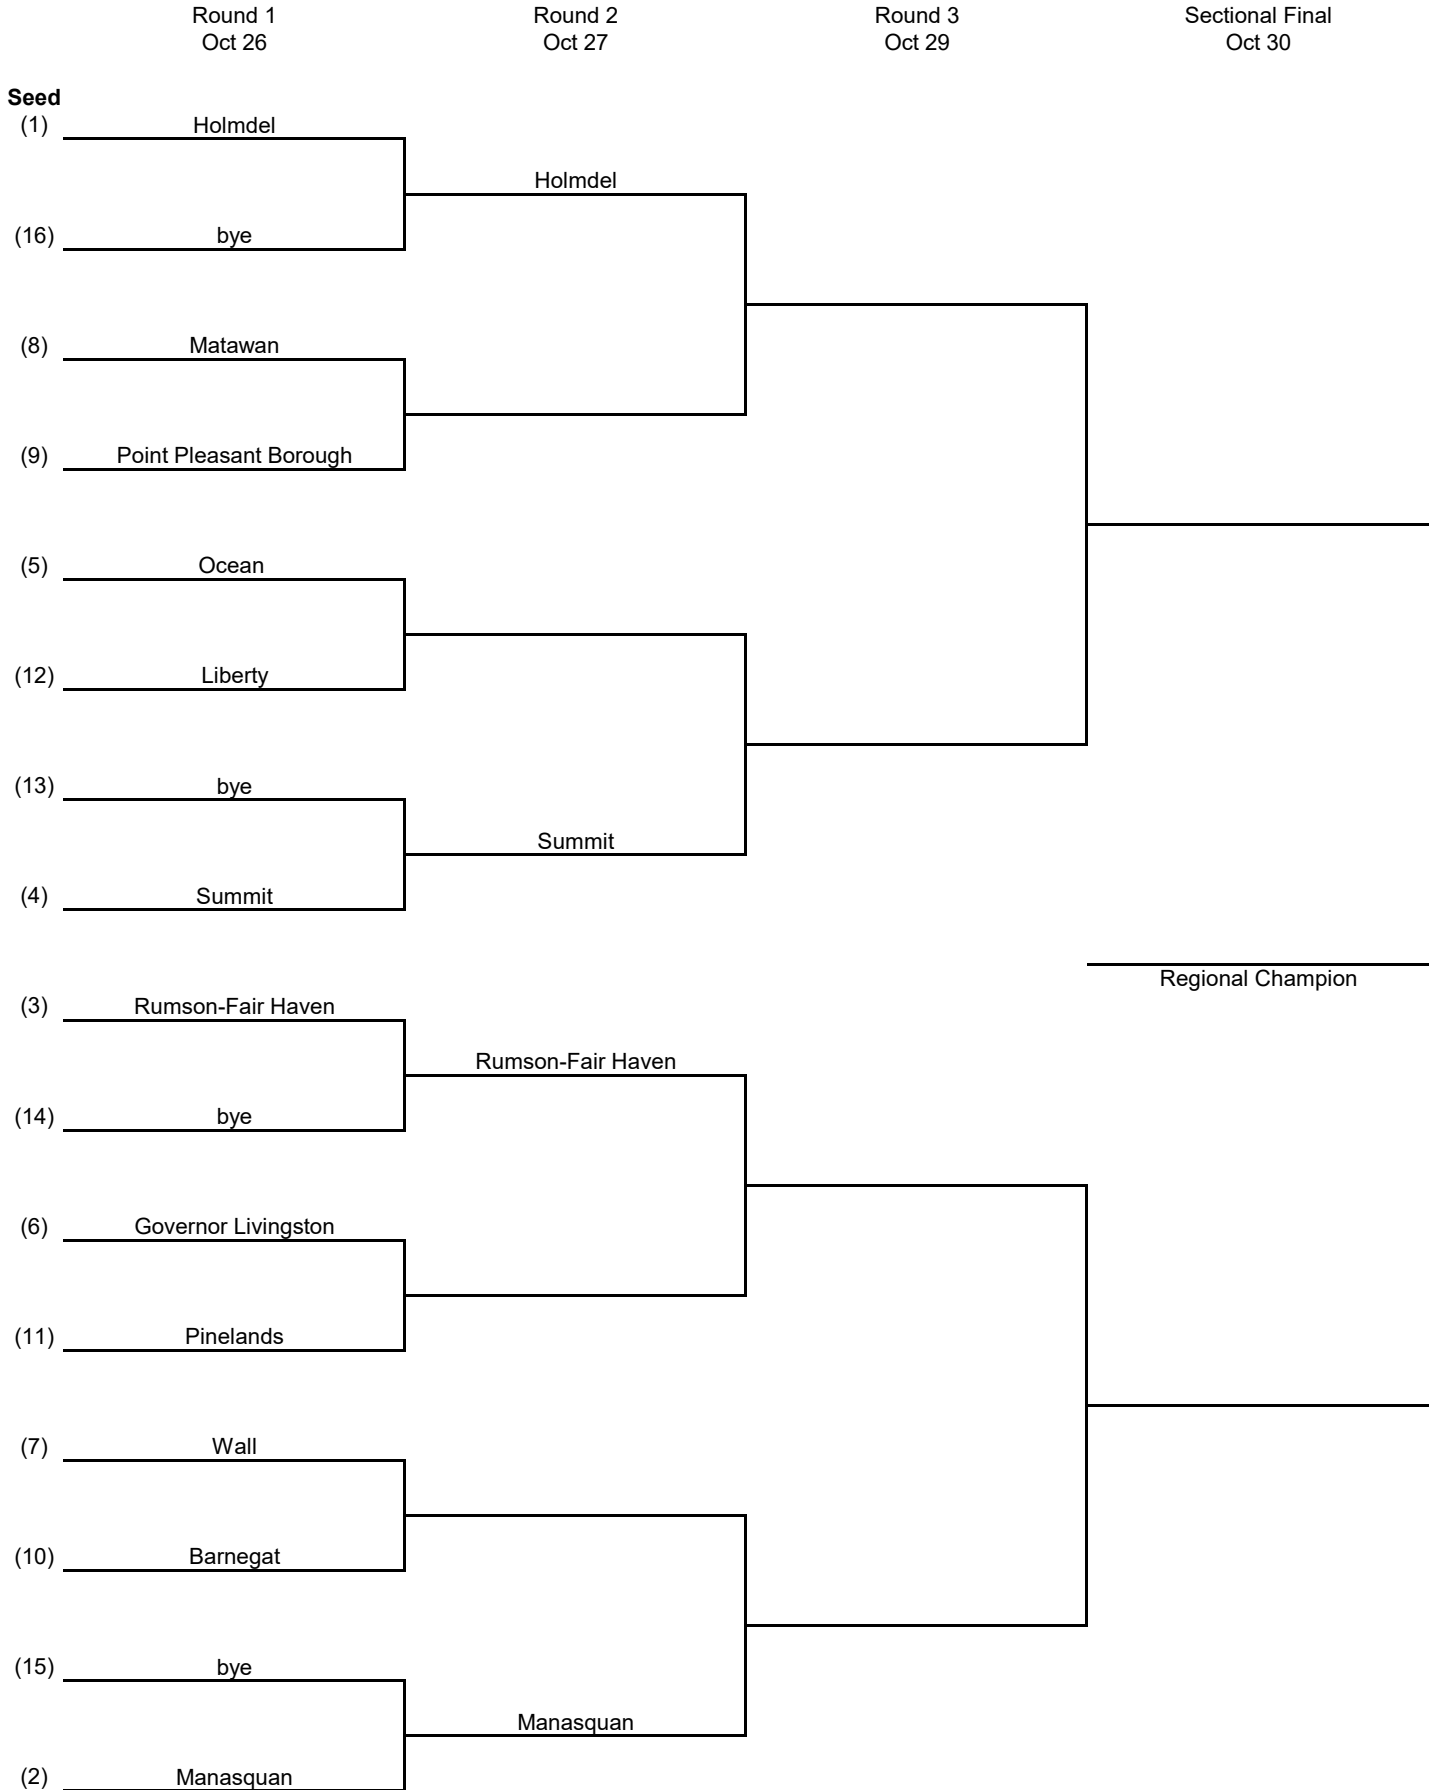 Round 1 Round 2 Round 3 Sectional Final
Oct 26 Oct 27 Oct 29 Oct 30
Seed
(1) Holmdel
Holmdel
(16) bye
(8) Matawan
(9) Point Pleasant Borough
(5) Ocean
(12) Liberty
(13) bye
Summit
(4) Summit
Regional Champion
(3) Rumson-Fair Haven
Rumson-Fair Haven
(14) bye
(6) Governor Livingston
(11) Pinelands
(7) Wall
(10) Barnegat
(15) bye
Manasquan
(2) Manasquan